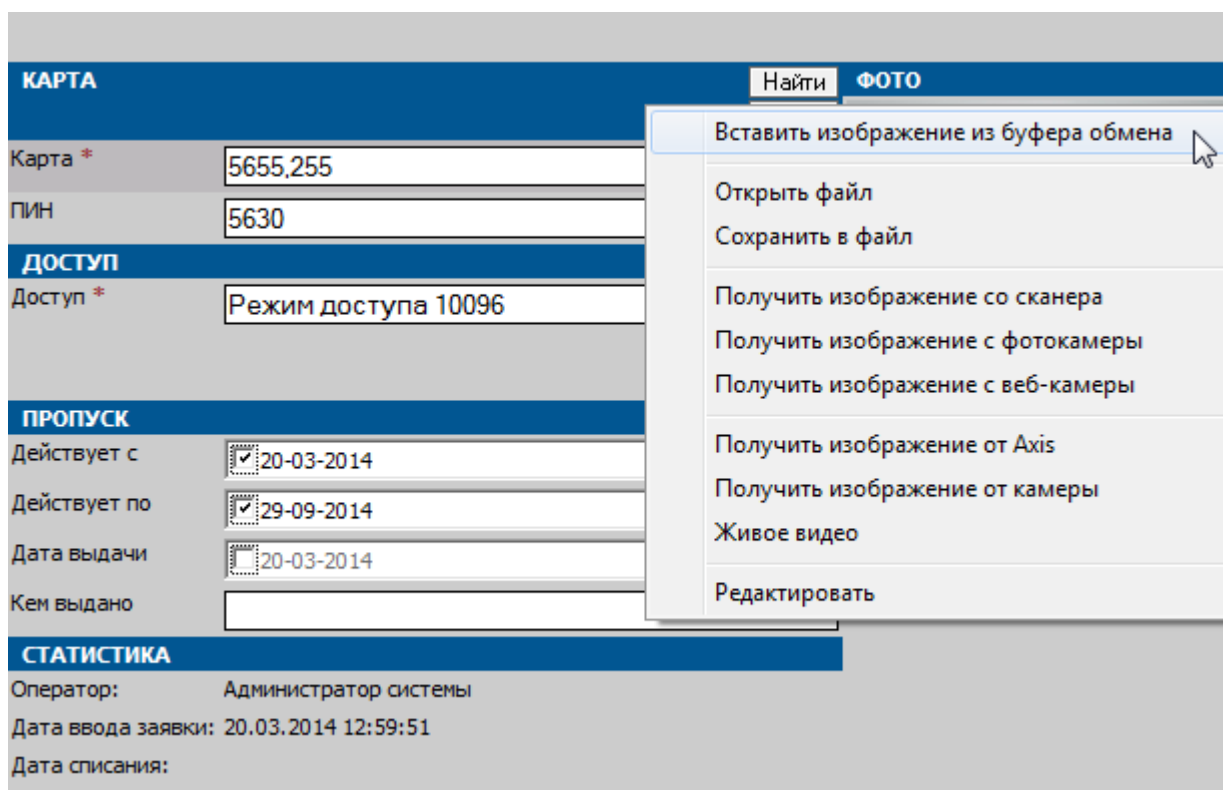 КАРТА
Найти
ФОТО
Карта *
5655,255
ПИН
5630
ДОСТУП
Доступ *
Режим доступа 10096
ПРОПУСК
Действует с
20-03-2014
Действует по
29-09-2014
Дата выдачи
20-03-2014
Кем выдано
СТАТИСТИКА
Оператор: Администратор системы
Дата ввода заявки: 20.03.2014 12:59:51
Дата списания:
Вставить изображение из буфера обмена
Открыть файл
Сохранить в файл
Получить изображение со сканера
Получить изображение с фотокамеры
Получить изображение с веб-камеры
Получить изображение от Axis
Получить изображение от камеры
Живое видео
Редактировать